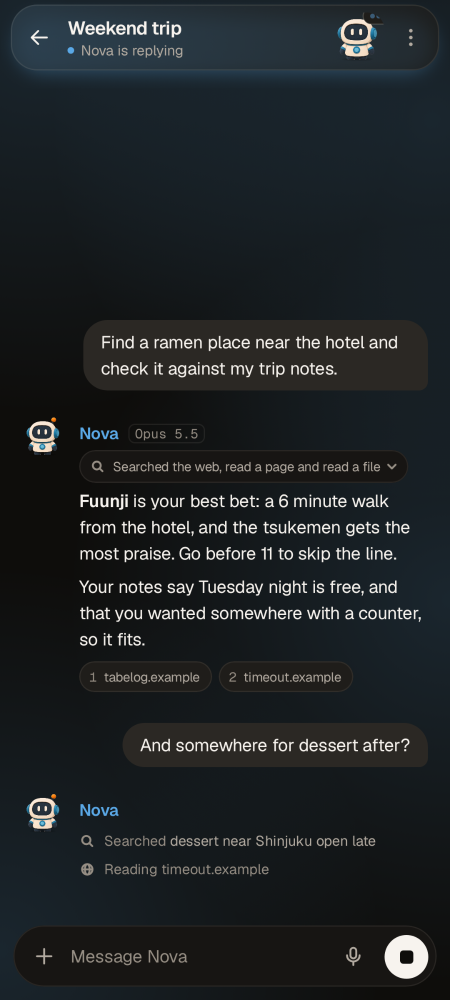 Weekend trip
Nova is replying
Find a ramen place near the hotel and
check it against my trip notes.
Nova Opus 5.5
Searched the web, read a page and read a file
Fuunji is your best bet: a 6 minute walk
from the hotel, and the tsukemen gets the
most praise. Go before 11 to skip the line.
Your notes say Tuesday night is free, and
that you wanted somewhere with a counter,
so it fits.
1 tabelog.example 2 timeout.example
And somewhere for dessert after?
Nova
Searched dessert near Shinjuku open late
Reading timeout.example
Message Nova